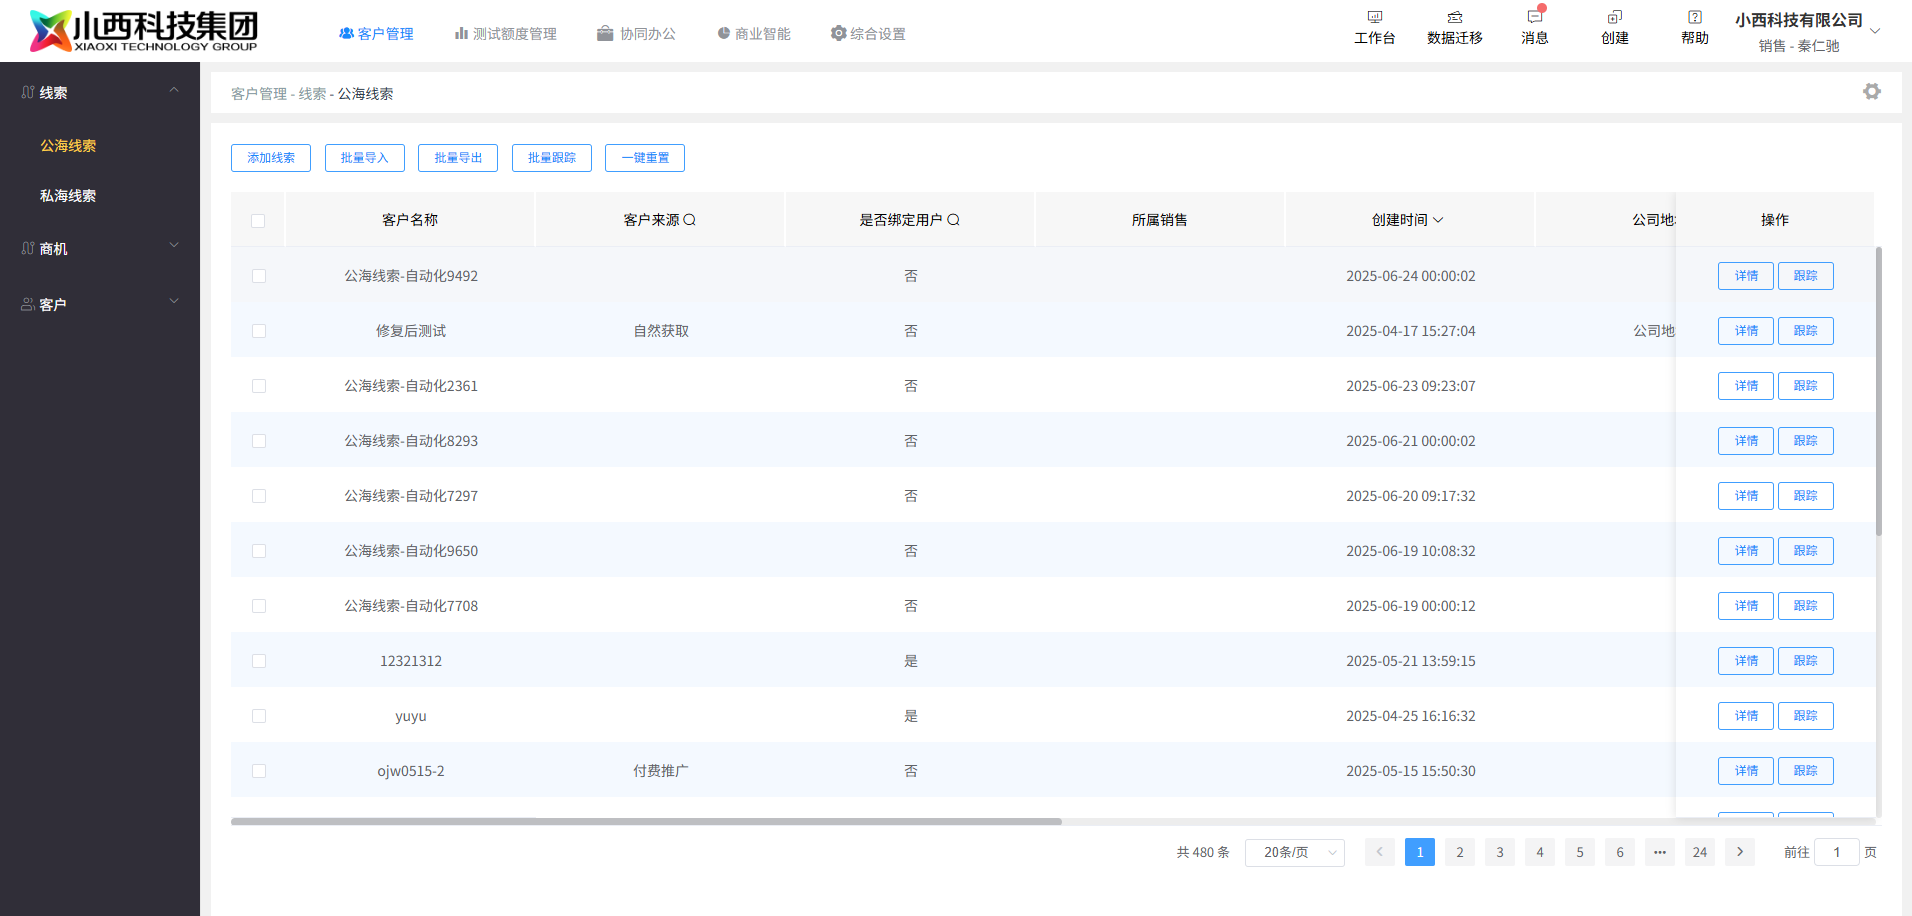 小西科技集团
XIAOXI TECHNOLOGY GROUP
客户管理
测试额度管理
协同办公
商业智能
综合设置
工作台
数据迁移
消息
创建
帮助
小西科技有限公司
销售 - 秦仁驰
线索
公海线索
私海线索
商机
客户
客户管理 - 线索 - 公海线索
添加线索 批量导入 批量导出 批量跟踪 一键重置
客户名称 客户来源 是否绑定用户 所属销售 创建时间 公司地 操作
公海线索-自动化9492 否 2025-06-24 00:00:02 详情 跟踪
修复后测试 自然获取 否 2025-04-17 15:27:04 公司地 详情 跟踪
公海线索-自动化2361 否 2025-06-23 09:23:07 详情 跟踪
公海线索-自动化8293 否 2025-06-21 00:00:02 详情 跟踪
公海线索-自动化7297 否 2025-06-20 09:17:32 详情 跟踪
公海线索-自动化9650 否 2025-06-19 10:08:32 详情 跟踪
公海线索-自动化7708 否 2025-06-19 00:00:12 详情 跟踪
12321312 是 2025-05-21 13:59:15 详情 跟踪
yuyu 是 2025-04-25 16:16:32 详情 跟踪
ojw0515-2 付费推广 否 2025-05-15 15:50:30 详情 跟踪
共 480 条 20条/页 1 2 3 4 5 6 ••• 24 前往 1 页